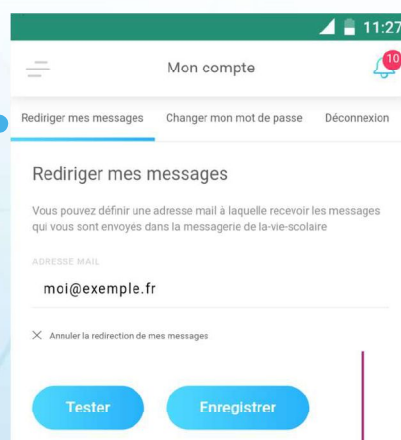 11:27
Mon compte
10
Rediriger mes messages Changer mon mot de passe Déconnexion
Rediriger mes messages
Vous pouvez définir une adresse mail à laquelle recevoir les messages
qui vous sont envoyés dans la messagerie de la-vie-scolaire
ADRESSE MAIL
moi@exemple.fr
Annuler la redirection de mes messages
Tester Enregistrer